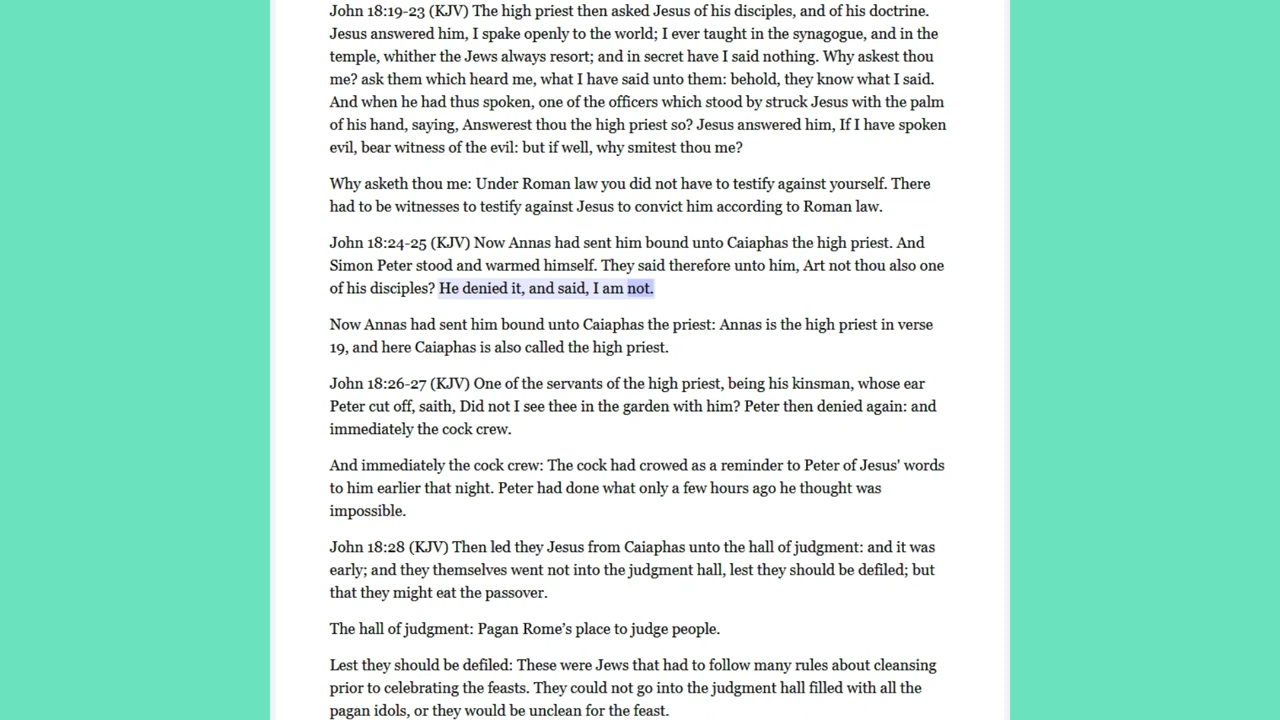 John 18:19-23 (KJV) The high priest then asked Jesus of his disciples, and of his doctrine.
Jesus answered him, I spake openly to the world; I ever taught in the synagogue, and in the
temple, whither the Jews always resort; and in secret have I said nothing. Why askest thou
me? ask them which heard me, what I have said unto them: behold, they know what I said.
And when he had thus spoken, one of the officers which stood by struck Jesus with the palm
of his hand, saying, Answerest thou the high priest so? Jesus answered him, If I have spoken
evil, bear witness of the evil: but if well, why smitest thou me?
Why asketh thou me: Under Roman law you did not have to testify against yourself. There
had to be witnesses to testify against Jesus to convict him according to Roman law.
John 18:24-25 (KJV) Now Annas had sent him bound unto Caiaphas the high priest. And
Simon Peter stood and warmed himself. They said therefore unto him, Art not thou also one
of his disciples? He denied it, and said, I am not.
Now Annas had sent him bound unto Caiaphas the priest: Annas is the high priest in verse
19, and here Caiaphas is also called the high priest.
John 18:26-27 (KJV) One of the servants of the high priest, being his kinsman, whose ear
Peter cut off, saith, Did not I see thee in the garden with him? Peter then denied again: and
immediately the cock crew.
And immediately the cock crew: The cock had crowed as a reminder to Peter of Jesus' words
to him earlier that night. Peter had done what only a few hours ago he thought was
impossible.
John 18:28 (KJV) Then led they Jesus from Caiaphas unto the hall of judgment: and it was
early; and they themselves went not into the judgment hall, lest they should be defiled; but
that they might eat the passover.
The hall of judgment: Pagan Rome’s place to judge people.
Lest they should be defiled: These were Jews that had to follow many rules about cleansing
prior to celebrating the feasts. They could not go into the judgment hall filled with all the
pagan idols, or they would be unclean for the feast.